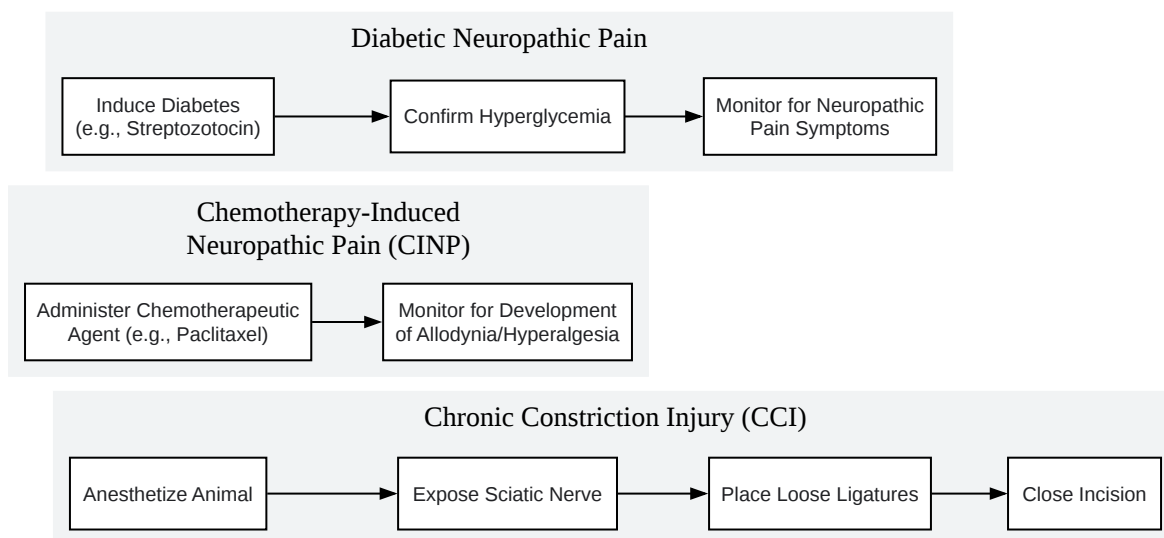 Diabetic Neuropathic Pain
Induce Diabetes
(e.g., Streptozotocin)
Confirm Hyperglycemia
Monitor for Neuropathic
Pain Symptoms
Chemotherapy-Induced
Neuropathic Pain (CINP)
Administer Chemotherapeutic
Agent (e.g., Paclitaxel)
Monitor for Development
of Allodynia/Hyperalgesia
Chronic Constriction Injury (CCI)
Anesthetize Animal
Expose Sciatic Nerve
Place Loose Ligatures
Close Incision